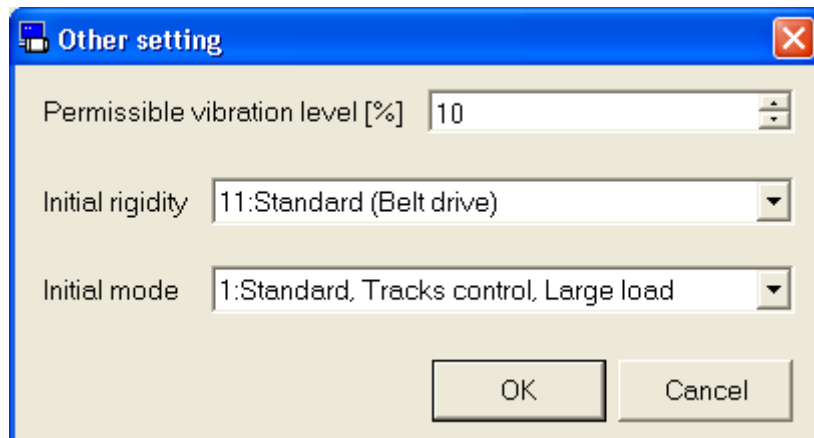 Other setting
Permissible vibration level [%] 10
Initial rigidity 11:Standard (Belt drive)
Initial mode 1:Standard, Tracks control, Large load
OK Cancel